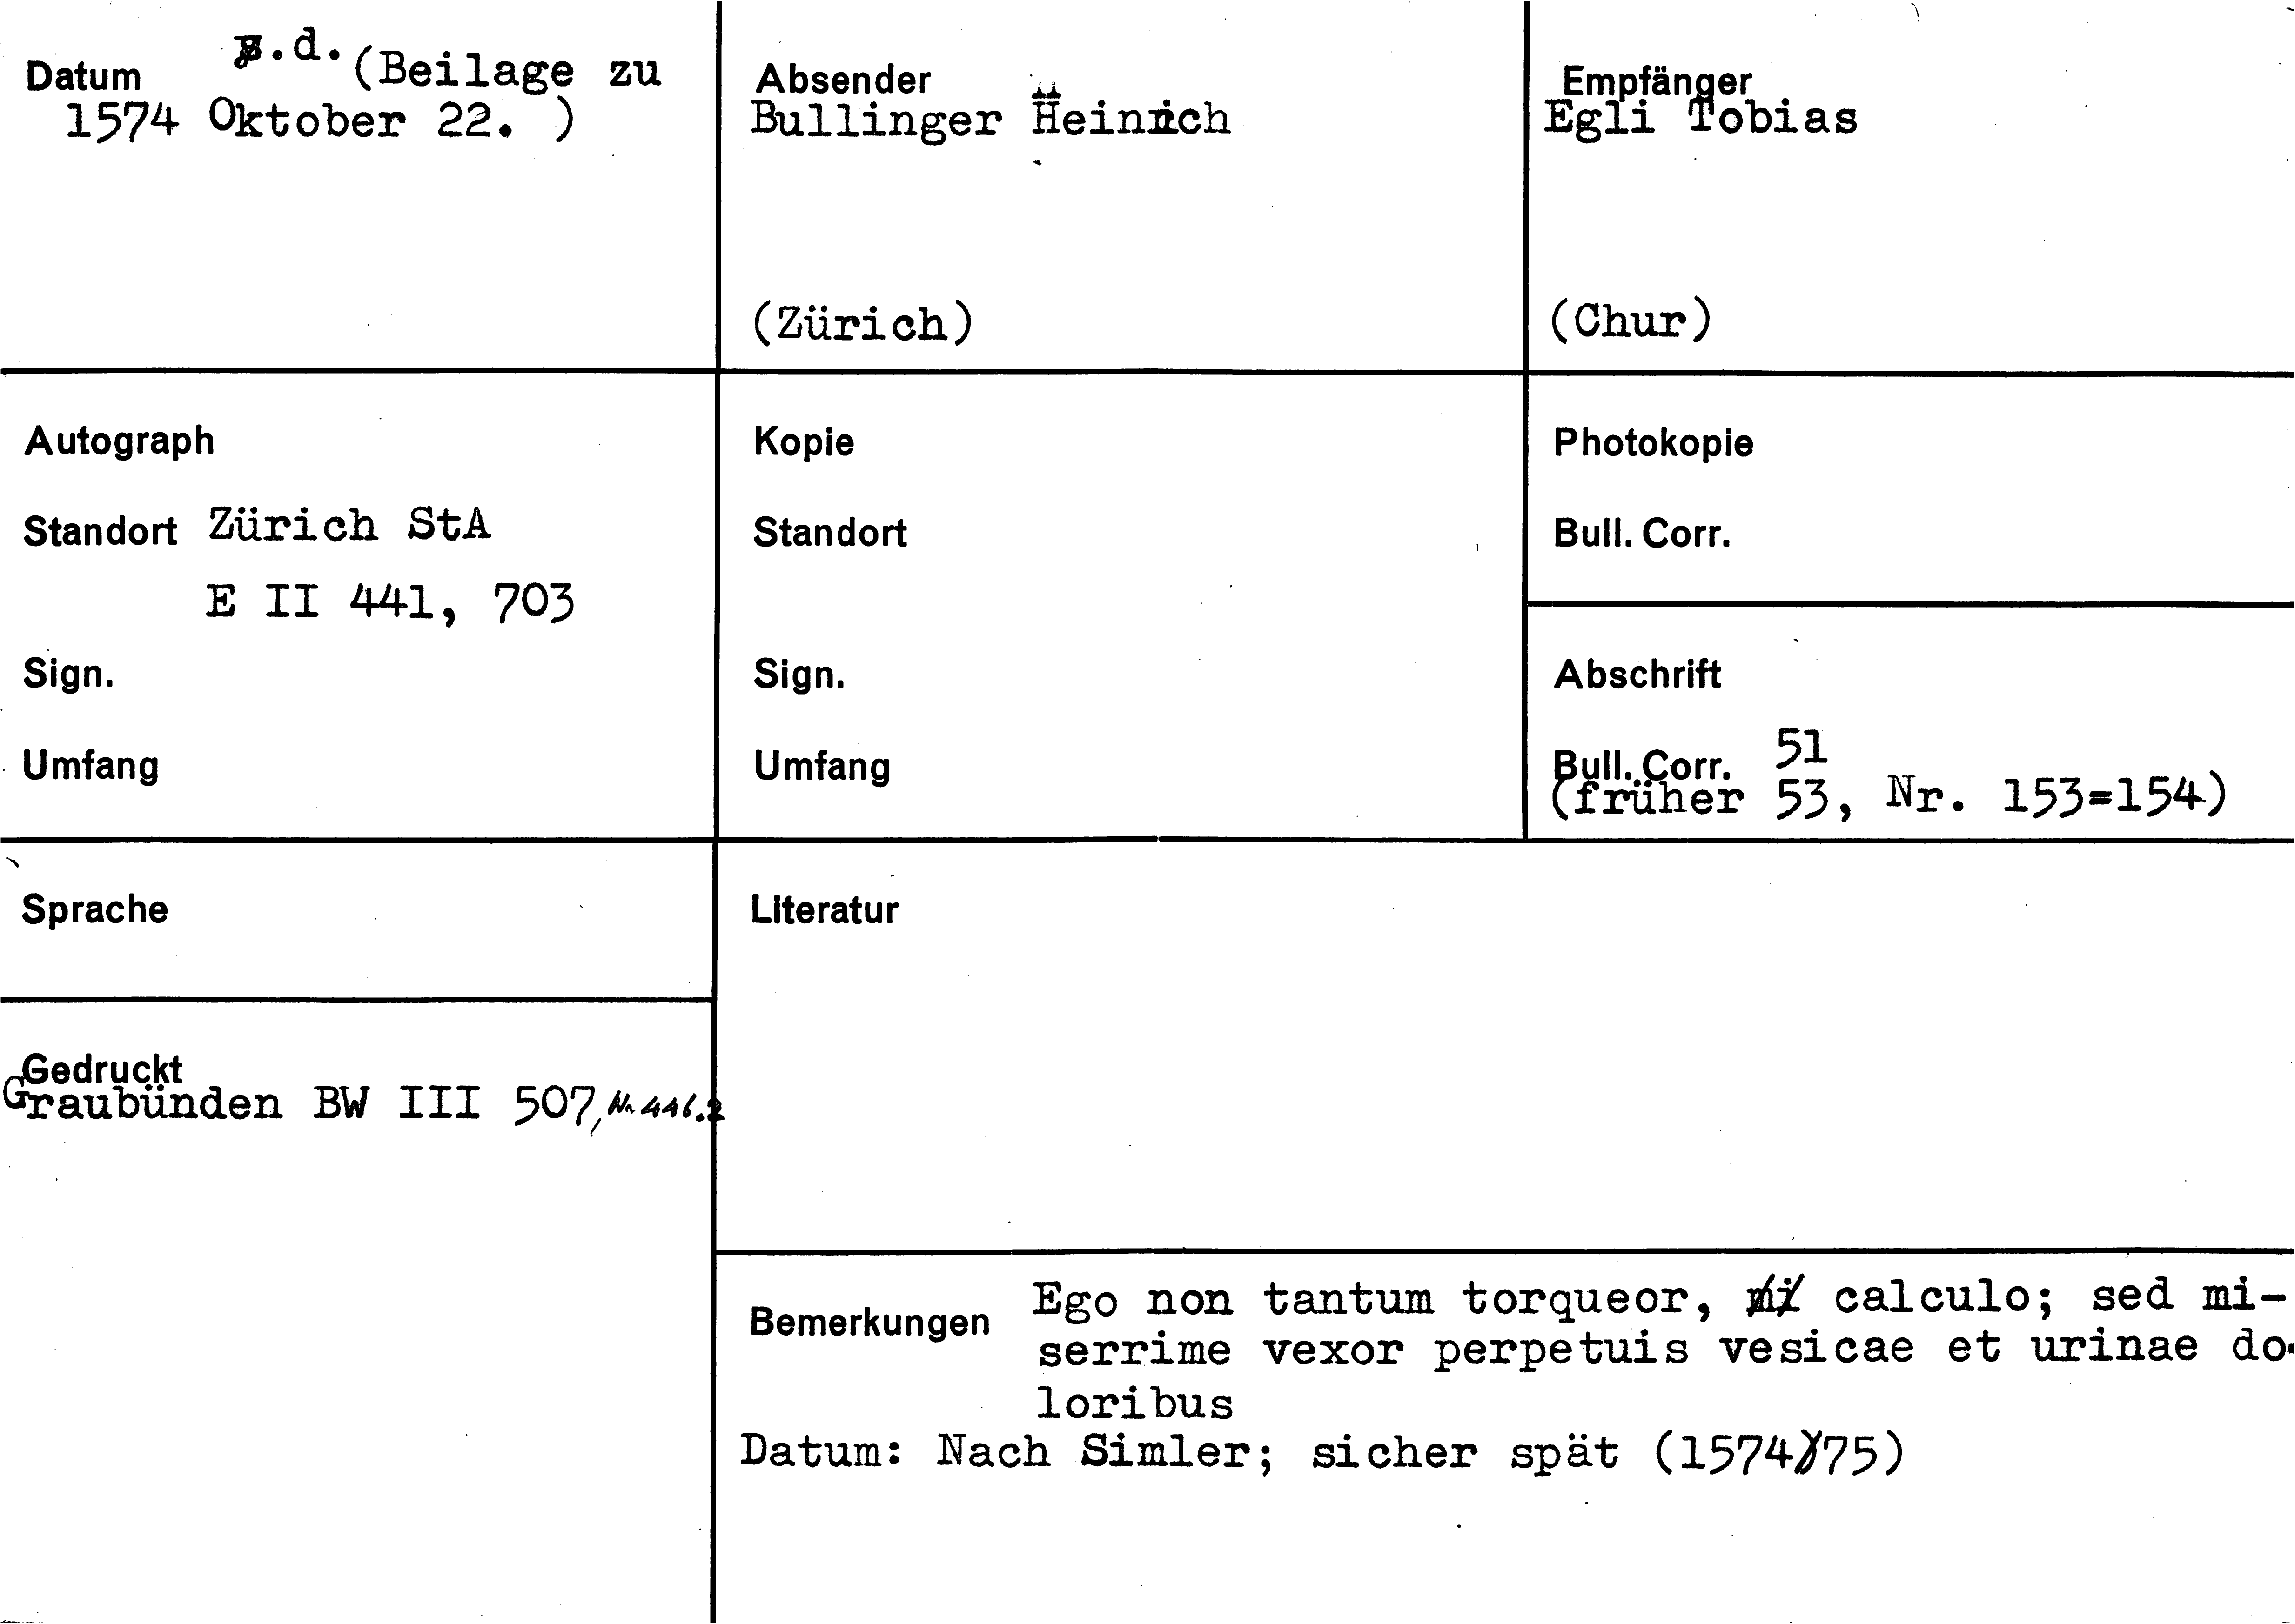 Datum s.d. (Beilage zu
1574 Oktober 22. )
Absender
Bullinger Heinrich
(Zürich)
Empfänger
Egli Tobias
(Chur)
Autograph
Standort Zürich StA
E II 441, 703
Sign.
Umfang
Kopie
Standort
Sign.
Umfang
Photokopie
Bull. Corr.
Abschrift
Bull. Corr. 51
(früher 53, Nr. 153=154)
Sprache
Gedruckt
Graubünden BW III 507, Nr. 446.2
Literatur
Bemerkungen Ego non tantum torqueor, calculo; sed mi-
serrime vexor perpetuis vesicae et urinae do-
loribus
Datum: Nach Simler; sicher spät (1574/75)